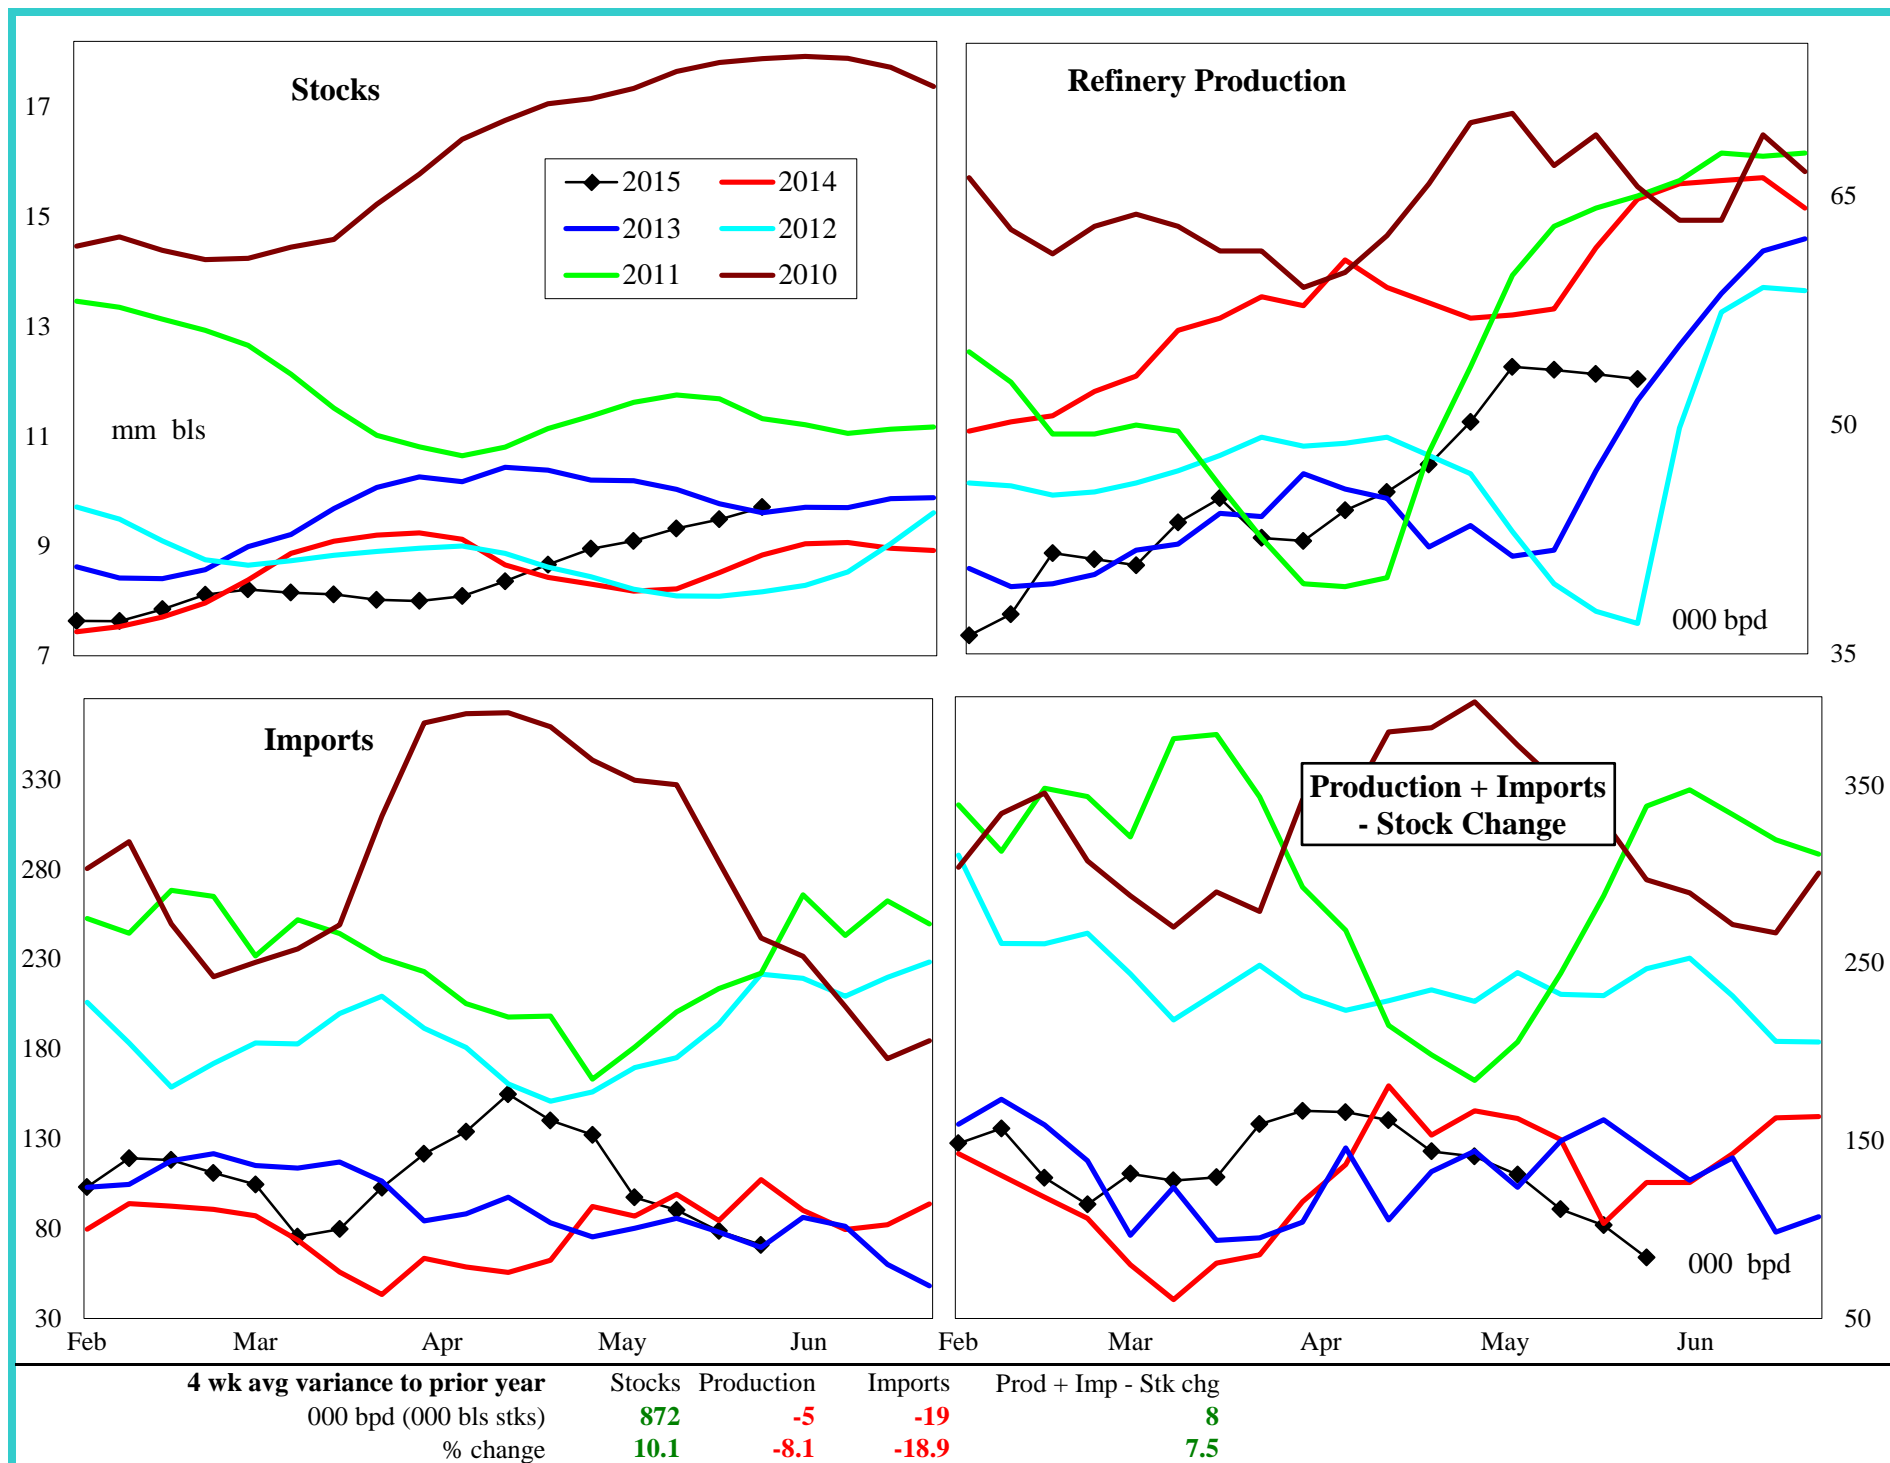 Stocks
17
15
13
11
9
7
mm bls
2015 2014
2013 2012
2011 2010
Refinery Production
65
50
35
000 bpd
Imports
330
280
230
180
130
80
30
Feb Mar Apr May Jun
Production + Imports
- Stock Change
350
250
150
50
000 bpd
Feb Mar Apr May Jun
4 wk avg variance to prior year Stocks Production Imports Prod + Imp - Stk chg
000 bpd (000 bls stks) 872 -5 -19 8
% change 10.1 -8.1 -18.9 7.5